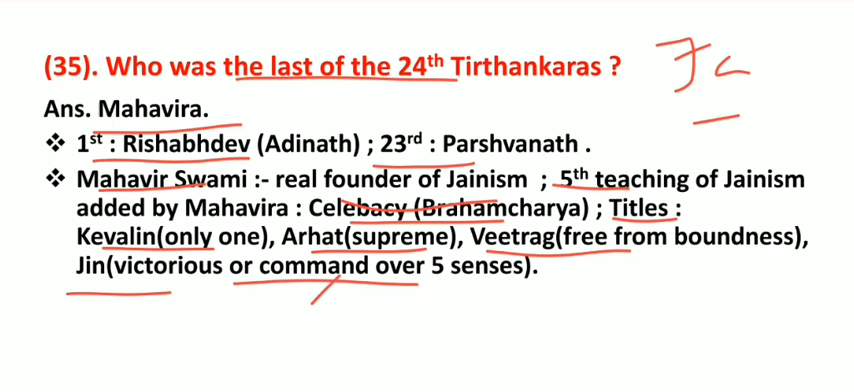 (35). Who was the last of the 24th Tirthankaras ?
Ans. Mahavira.
❖ 1st : Rishabhdev (Adinath) ; 23rd : Parshvanath .
❖ Mahavir Swami :- real founder of Jainism ; 5th teaching of Jainism
added by Mahavira : Celebacy (Brahamcharya) ; Titles :
Kevalin(only one), Arhat(supreme), Veetrag(free from boundness),
Jin(victorious or command over 5 senses).